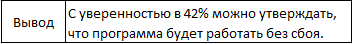 Вывод
С уверенностью в 42% можно утверждать,
что программа будет работать без сбоя.